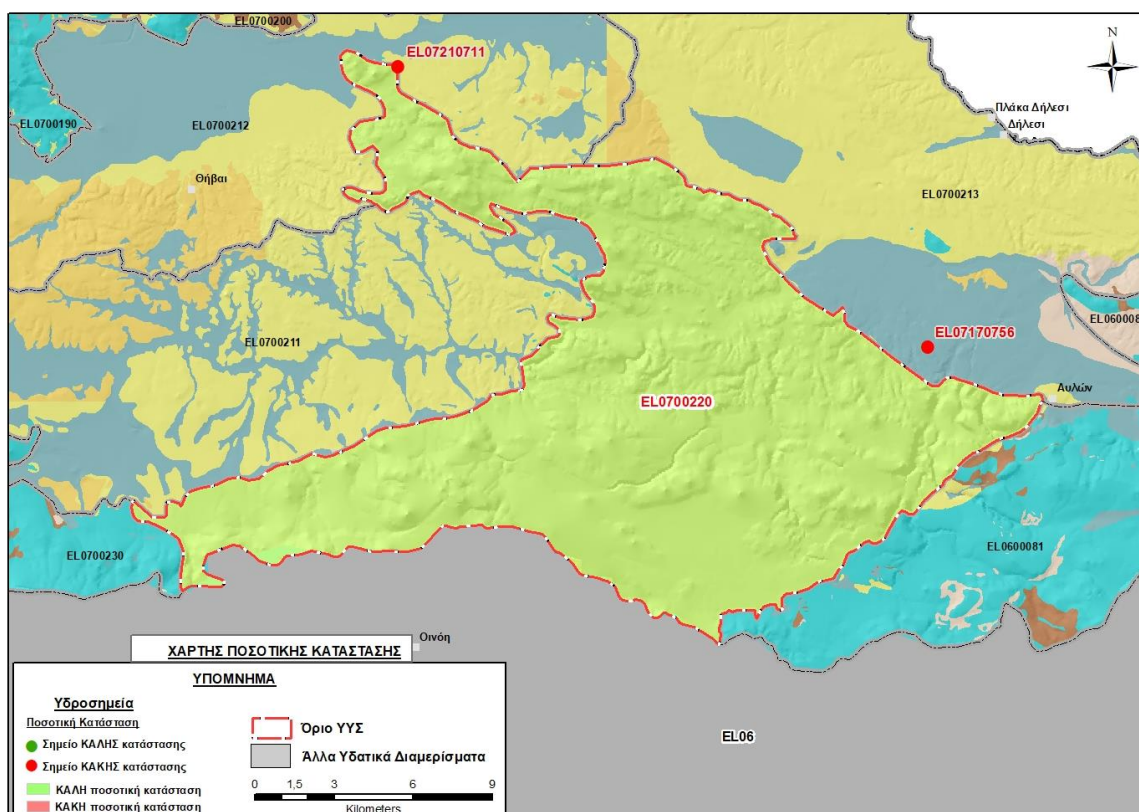 EL0700200
EL07210711
N
EL0700190
EL0700212
Πλάκα Δήλεσι
Δήλεσι
Θήβαι
EL0700213
EL060008
EL0700211
EL07170756
Αυλών
EL0700220
EL0700230
EL0600081
Οινόη
ΧΑΡΤΗΣ ΠΟΣΟΤΙΚΗΣ ΚΑΤΑΣΤΑΣΗΣ
ΥΠΟΜΝΗΜΑ
Υδροσημεία
Ποσοτική Κατάσταση
Σημείο ΚΑΛΗΣ κατάστασης
Σημείο ΚΑΚΗΣ κατάστασης
ΚΑΛΗ ποσοτική κατάσταση
ΚΑΚΗ ποσοτική κατάσταση
Όριο ΥΥΣ
Άλλα Υδατικά Διαμερίσματα
0 1,5 3 6 9
Kilometers
EL06